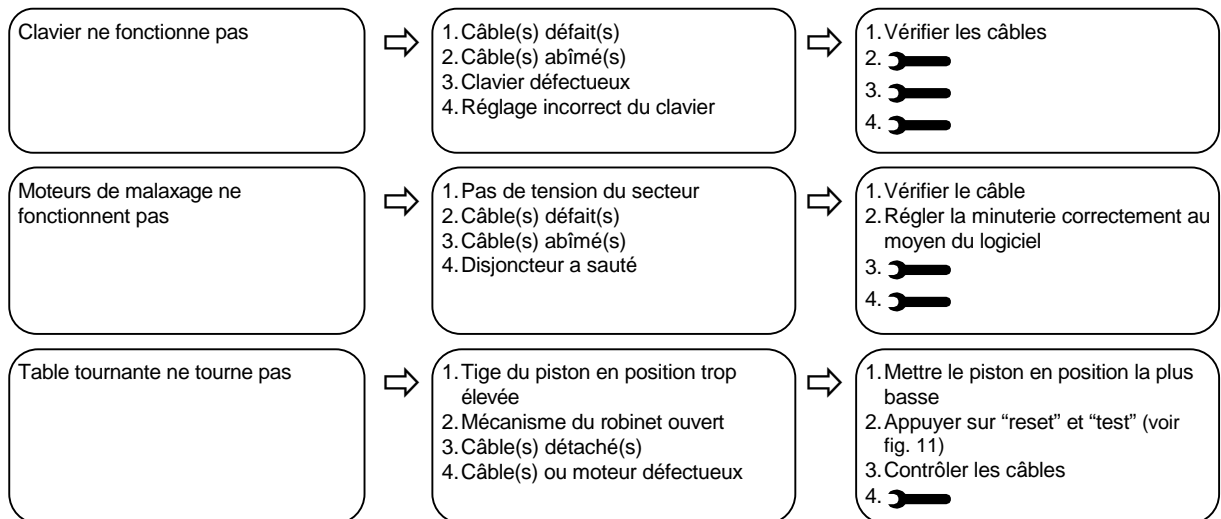 Clavier ne fonctionne pas
1. Câble(s) défait(s)
2. Câble(s) abîmé(s)
3. Clavier défectueux
4. Réglage incorrect du clavier
1. Vérifier les câbles
2.
3.
4.
Moteurs de malaxage ne
fonctionnent pas
1. Pas de tension du secteur
2. Câble(s) défait(s)
3. Câble(s) abîmé(s)
4. Disjoncteur a sauté
1. Vérifier le câble
2. Régler la minuterie correctement au
moyen du logiciel
3.
4.
Table tournante ne tourne pas
1. Tige du piston en position trop
élevée
2. Mécanisme du robinet ouvert
3. Câble(s) détaché(s)
4. Câble(s) ou moteur défectueux
1. Mettre le piston en position la plus
basse
2. Appuyer sur “reset” et “test” (voir
fig. 11)
3. Contrôler les câbles
4.